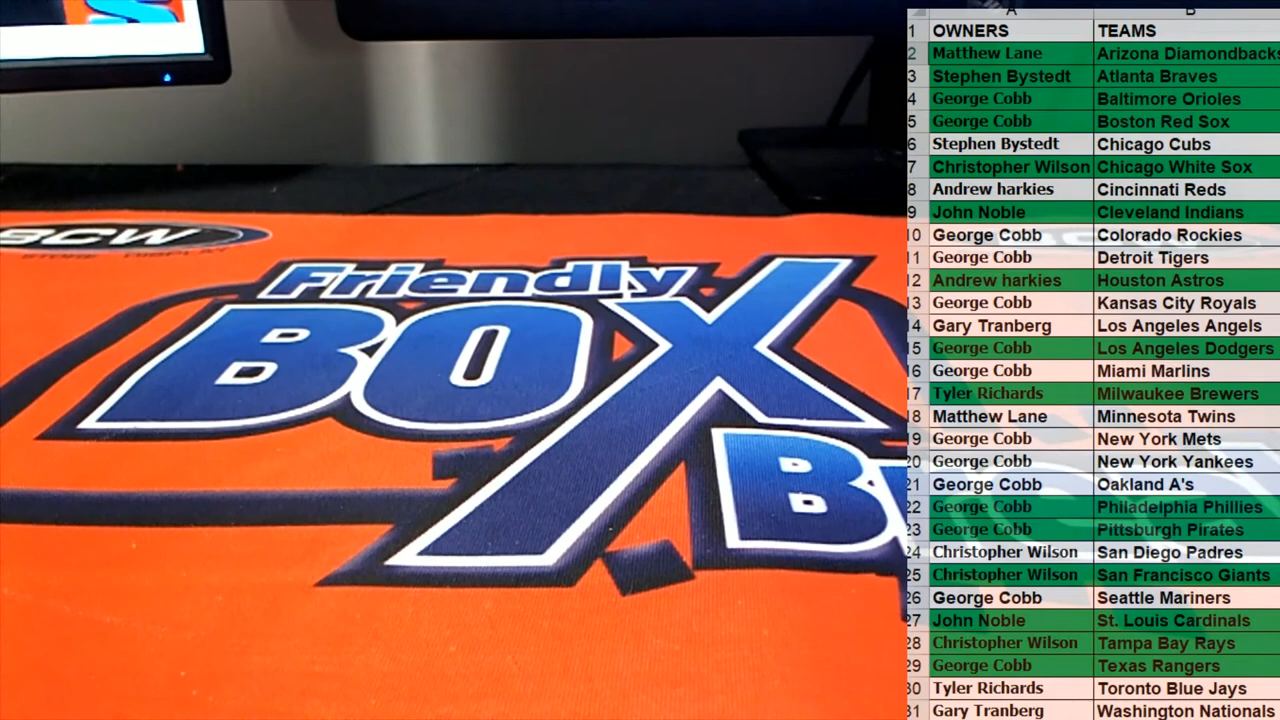 BCW
Friendly
BOX
A B
1 OWNERS TEAMS
2 Matthew Lane Arizona Diamondbacks
3 Stephen Bystedt Atlanta Braves
4 George Cobb Baltimore Orioles
5 George Cobb Boston Red Sox
6 Stephen Bystedt Chicago Cubs
7 Christopher Wilson Chicago White Sox
8 Andrew harkies Cincinnati Reds
9 John Noble Cleveland Indians
10 George Cobb Colorado Rockies
11 George Cobb Detroit Tigers
12 Andrew harkies Houston Astros
13 George Cobb Kansas City Royals
14 Gary Tranberg Los Angeles Angels
15 George Cobb Los Angeles Dodgers
16 George Cobb Miami Marlins
17 Tyler Richards Milwaukee Brewers
18 Matthew Lane Minnesota Twins
19 George Cobb New York Mets
20 George Cobb New York Yankees
21 George Cobb Oakland A's
22 George Cobb Philadelphia Phillies
23 George Cobb Pittsburgh Pirates
24 Christopher Wilson San Diego Padres
25 Christopher Wilson San Francisco Giants
26 George Cobb Seattle Mariners
27 John Noble St. Louis Cardinals
28 Christopher Wilson Tampa Bay Rays
29 George Cobb Texas Rangers
30 Tyler Richards Toronto Blue Jays
31 Gary Tranberg Washington Nationals